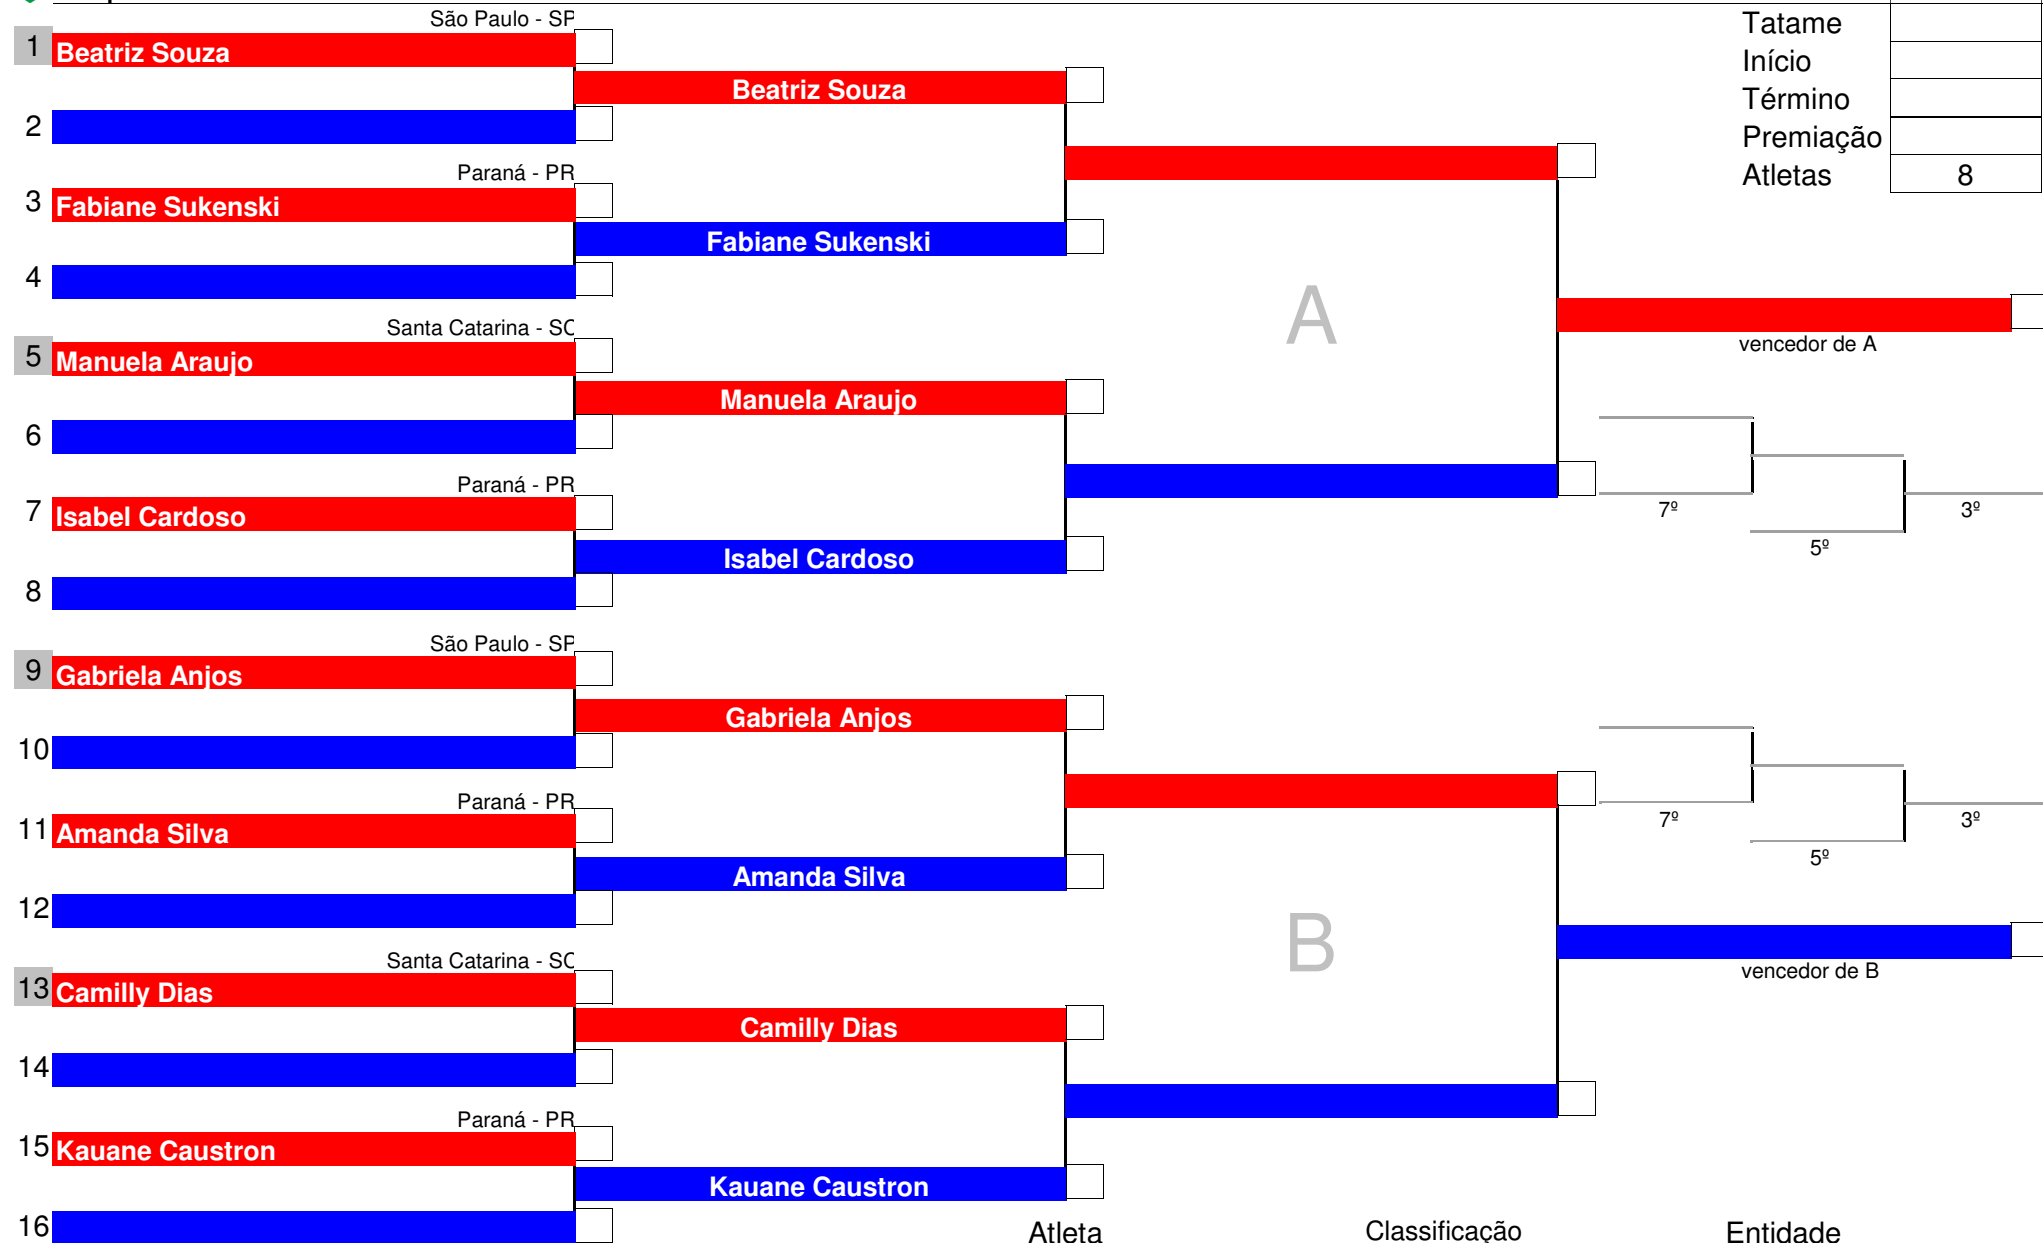 São Paulo - SP
1 Beatriz Souza
Beatriz Souza
2
Paraná - PR
3 Fabiane Sukenski
Fabiane Sukenski
4
Santa Catarina - SC
5 Manuela Araujo
Manuela Araujo
6
Paraná - PR
7 Isabel Cardoso
Isabel Cardoso
8
A
Tatame
Início
Término
Premiação
Atletas 8
vencedor de A
7º
3º
5º
São Paulo - SP
9 Gabriela Anjos
Gabriela Anjos
10
Paraná - PR
11 Amanda Silva
Amanda Silva
12
Santa Catarina - SC
13 Camilly Dias
Camilly Dias
14
Paraná - PR
15 Kauane Caustron
Kauane Caustron
16
B
7º
3º
5º
vencedor de B
Atleta Classificação Entidade